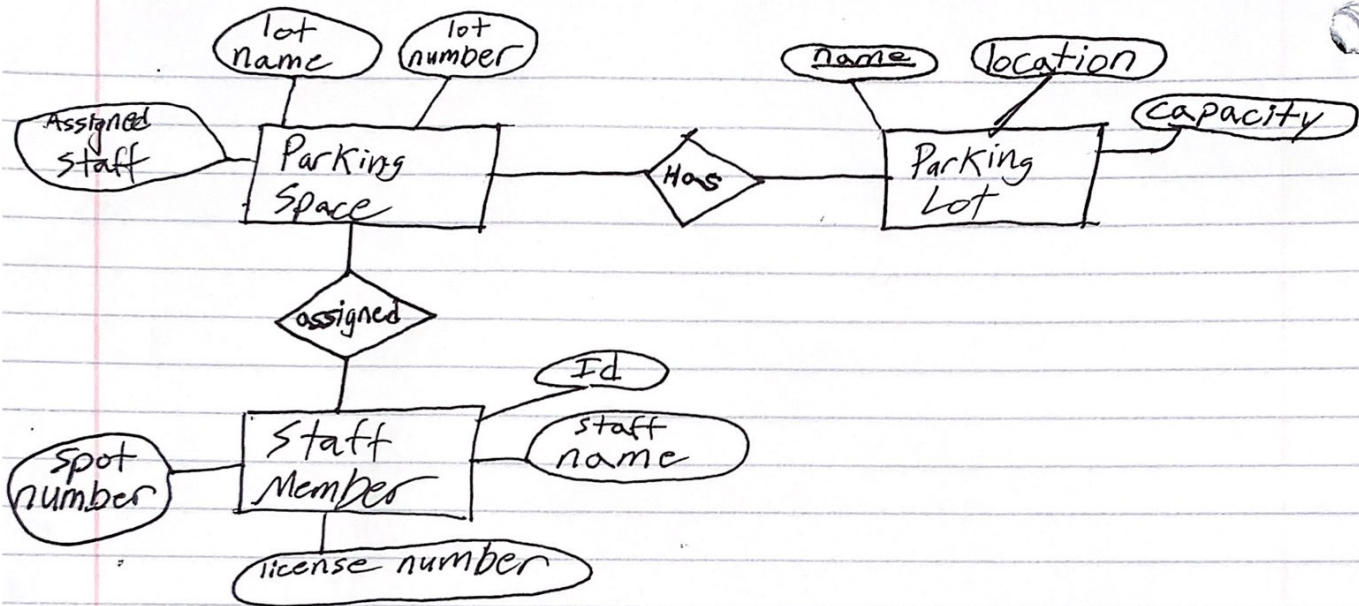 lot
name
lot
number
name
location
capacity
Assigned
staff
Parking
Space
Has
Parking
Lot
assigned
Id
Staff
Member
staff
name
spot
number
license number